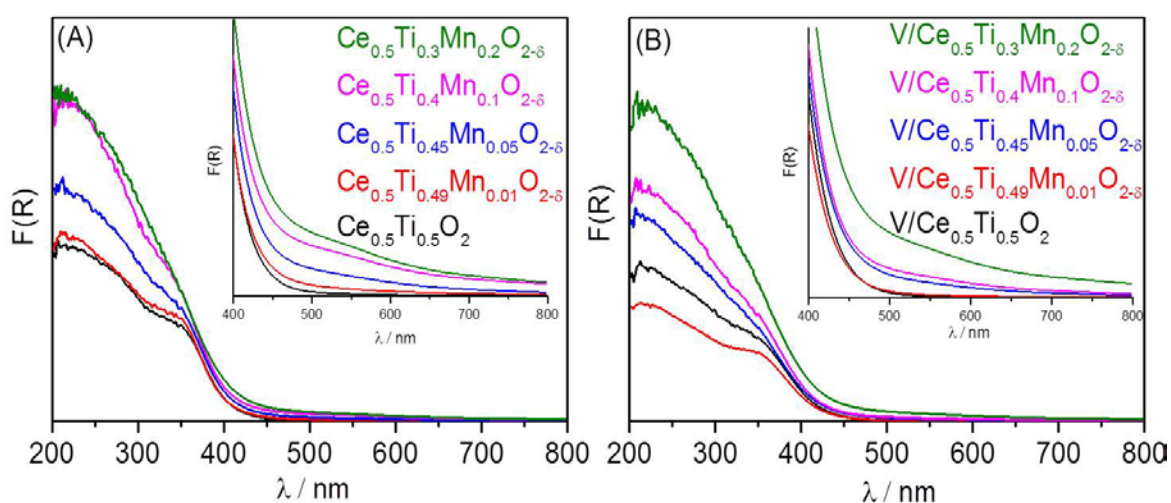 (A)
Ce0.5Ti0.3Mn0.2O2-δ
Ce0.5Ti0.4Mn0.1O2-δ
Ce0.5Ti0.45Mn0.05O2-δ
Ce0.5Ti0.49Mn0.01O2-δ
Ce0.5Ti0.5O2
F(R)
400 500 600 700 800
λ / nm
F(R)
200 300 400 500 600 700 800
λ / nm
(B)
V/Ce0.5Ti0.3Mn0.2O2-δ
V/Ce0.5Ti0.4Mn0.1O2-δ
V/Ce0.5Ti0.45Mn0.05O2-δ
V/Ce0.5Ti0.49Mn0.01O2-δ
V/Ce0.5Ti0.5O2
F(R)
400 500 600 700 800
λ / nm
F(R)
200 300 400 500 600 700 800
λ / nm